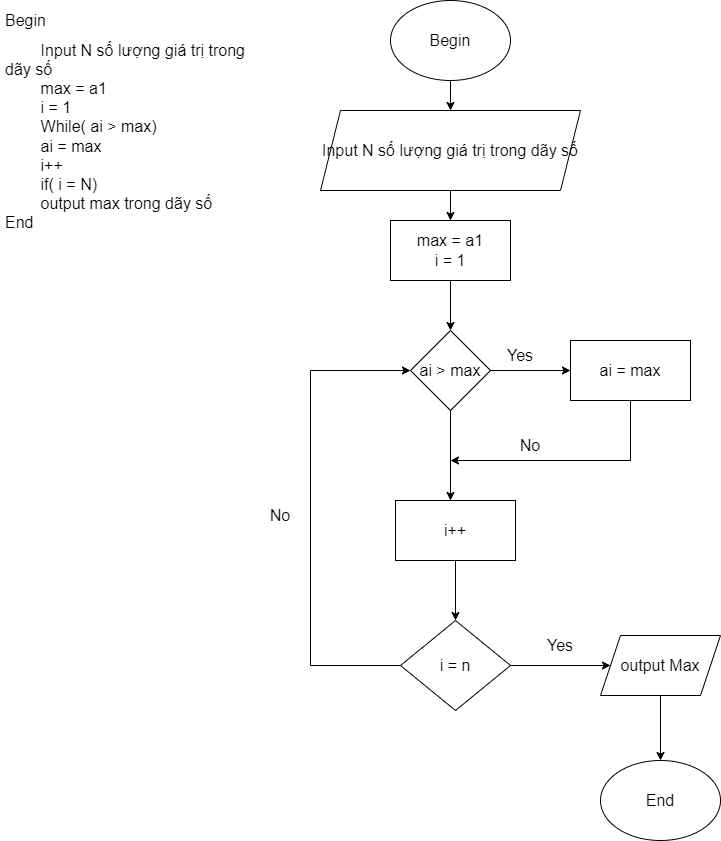 Begin
Input N số lượng giá trị trong
dãy số
max = a1
i = 1
While( ai > max)
ai = max
i++
if( i = N)
output max trong dãy số
End
Begin
Input N số lượng giá trị trong dãy số
max = a1
i = 1
ai > max
Yes
ai = max
No
No
i++
i = n
Yes
output Max
End